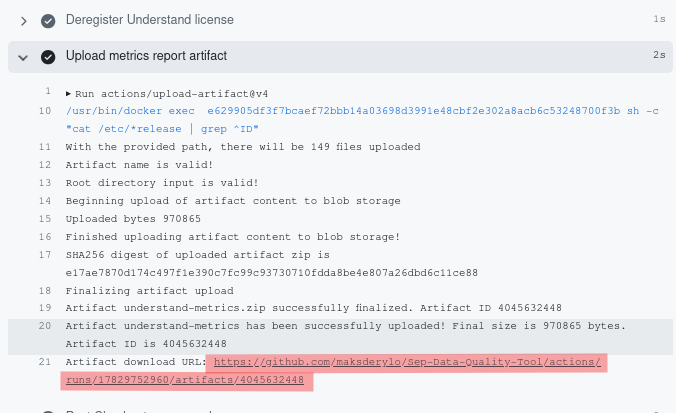 Deregister Understand license 1s
Upload metrics report artifact 2s
1 Run actions/upload-artifact@v4
10 /usr/bin/docker exec e629905df3f7bcaef72bbb14a03698d3991e48cbf2e302a8acb6c53248700f3b sh -c
"cat /etc/*release | grep ^ID"
11 With the provided path, there will be 149 files uploaded
12 Artifact name is valid!
13 Root directory input is valid!
14 Beginning upload of artifact content to blob storage
15 Uploaded bytes 970865
16 Finished uploading artifact content to blob storage!
17 SHA256 digest of uploaded artifact zip is
e17ae7870d174c497f1e390c7fc99c93730710fdda8be4e807a26dbd6c11ce88
18 Finalizing artifact upload
19 Artifact understand-metrics.zip successfully finalized. Artifact ID 4045632448
20 Artifact understand-metrics has been successfully uploaded! Final size is 970865 bytes.
Artifact ID is 4045632448
21 Artifact download URL: https://github.com/maksderylo/Sep-Data-Quality-Tool/actions/
runs/17829752960/artifacts/4045632448